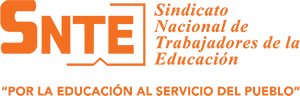 SNTE
Sindicato
Nacional de
Trabajadores de la
Educación
“POR LA EDUCACIÓN AL SERVICIO DEL PUEBLO”